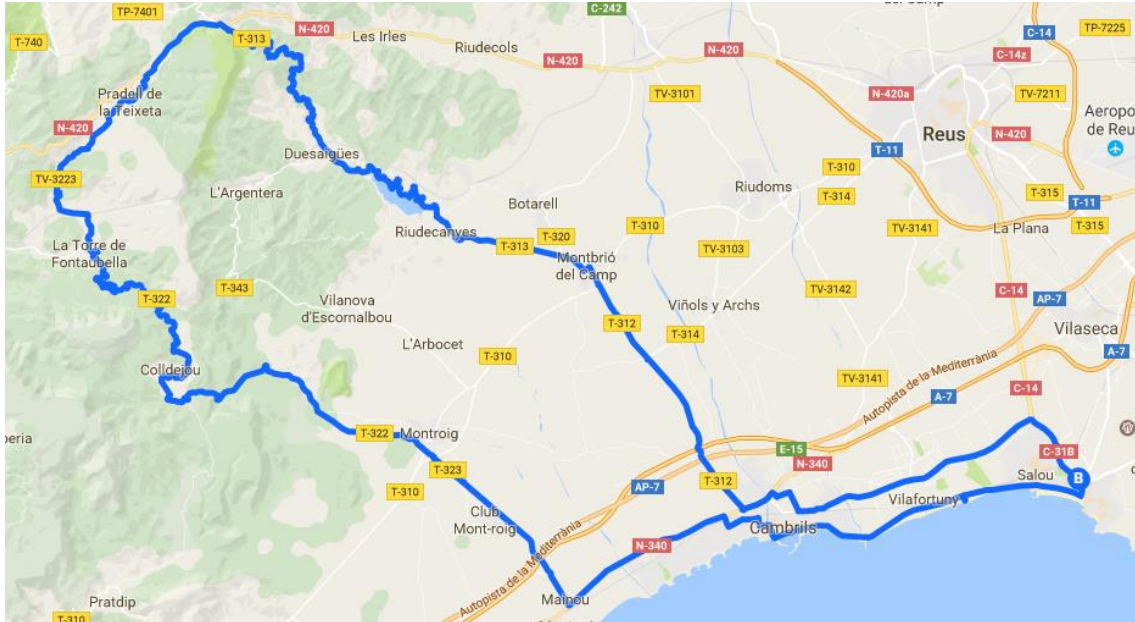 TP-7401
C-242
del Camp
C-14
TP-7225
T-740
T-313
N-420
Les Irles
Riudecols
N-420
C-14z
N-420
TV-3101
N-420a
TV-7211
Pradell de
la Teixeta
Aeropo
de Reu
N-420
Reus
N-420
Duesaigües
T-11
TV-3223
L'Argentera
T-310
Riudoms
T-314
T-315
T-11
Botarell
T-310
TV-3141
La Plana
T-315
Riudecanyes
T-320
T-313
TV-3103
La Torre de
Fontaubella
Montbrió
del Camp
T-343
T-322
Vilanova
d'Escornalbou
TV-3142
C-14
AP-7
Viñols y Archs
T-312
T-314
Vilaseca
L'Arbocet
T-310
A-7
Colldejou
Autopista de la Mediterrània
TV-3141
C-14
A-7
T-322
Montroig
beria
E-15
C-31B
T-323
N-340
Salou
B
T-310
AP-7
T-312
Vilafortuny
Club
Mont-roig
Cambrils
N-340
Autopista de la Mediterrània
Mainou
Pratdip
T-310